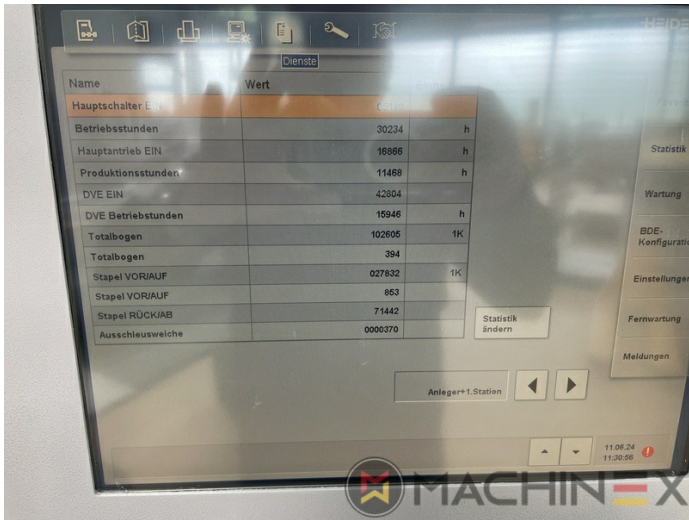 HEIDE
Dienste
Name Wert
Hauptschalter EIN
Betriebsstunden 30234 h
Hauptantrieb EIN 16866 h
Produktionsstunden 11468 h
DVE EIN 42804
DVE Betriebstunden 15946 h
Totalbogen 102605 1K
Totalbogen 394
Stapel VOR/AUF 027832 1K
Stapel VOR/AUF 853
Stapel RÜCK/AB 71442
Ausschleusweiche 0000370
Statistik
ändern
Anleger+1.Station
Statistik
Wartung
BDE-
Konfiguratio
Einstellungen
Fernwartung
Meldungen
11.06.24
11:30:56
MACHINEX